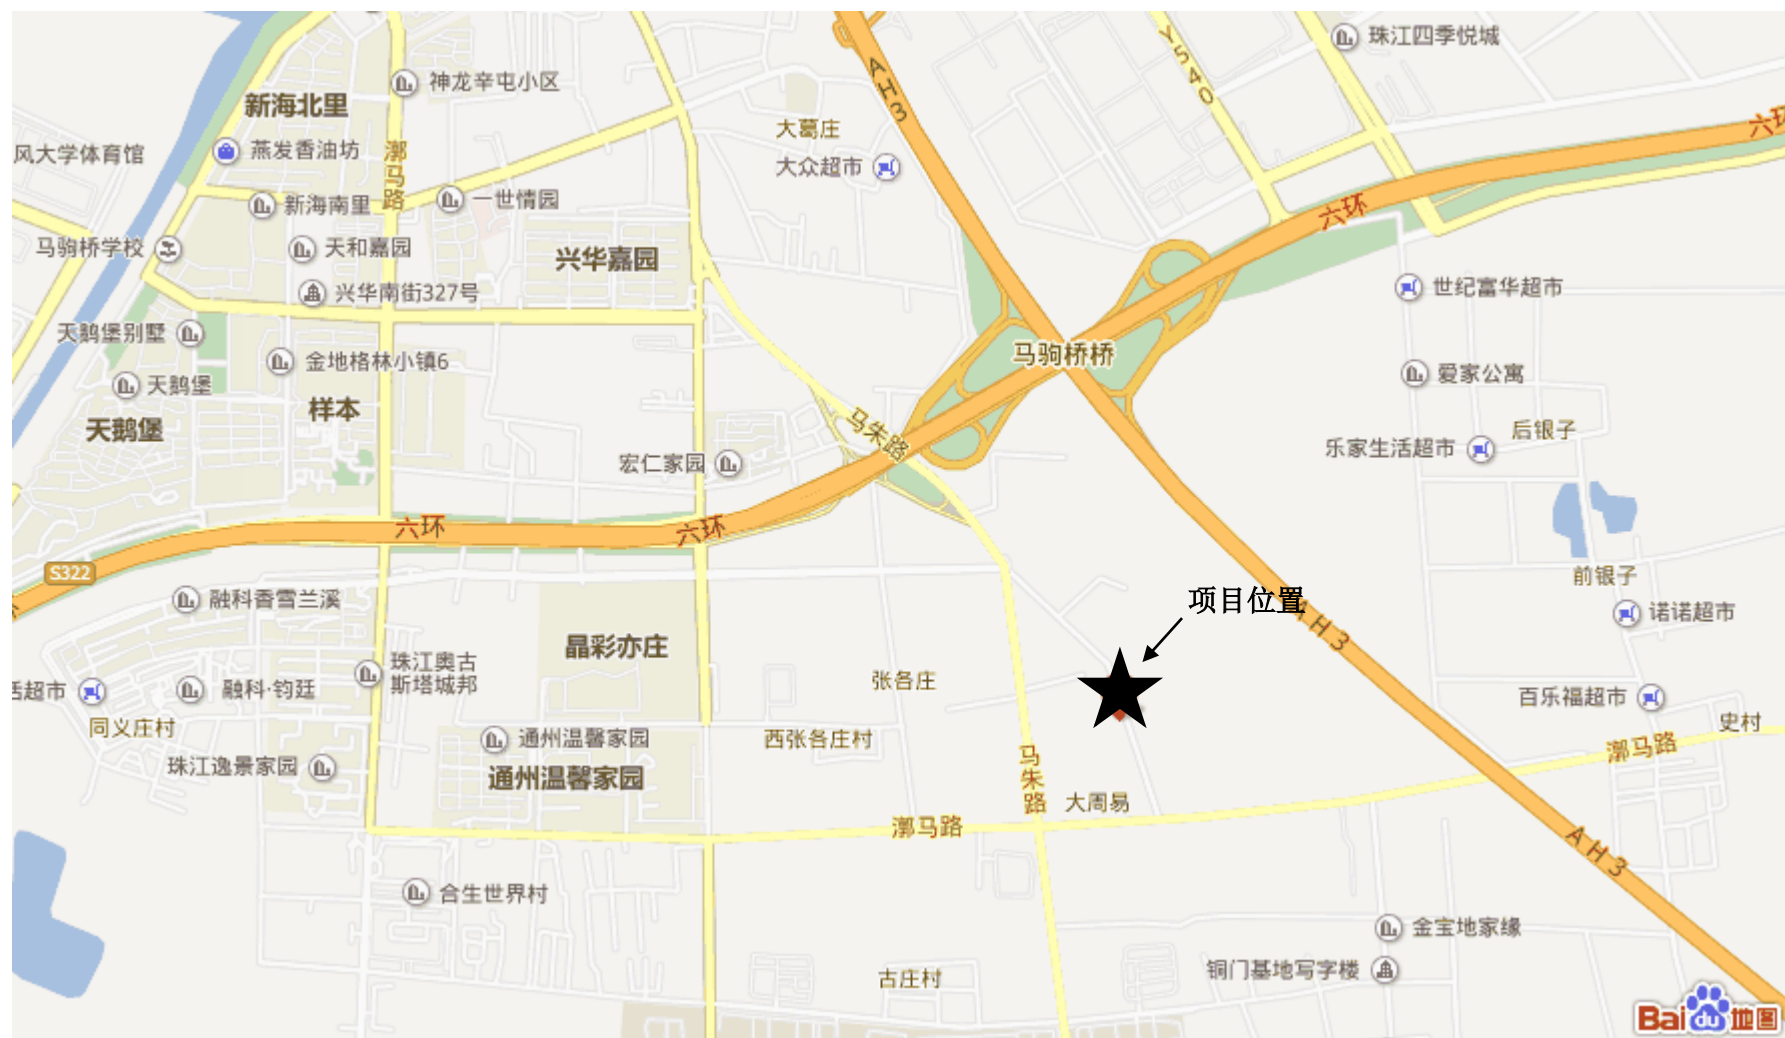 珠江四季悦城
Y540
AH3
神龙辛屯小区
新海北里
六环
大葛庄
燕发香油坊
漷马路
风大学体育馆
大众超市
新海南里
一世情园
六环
马驹桥学校
天和嘉园
兴华嘉园
兴华南街327号
世纪富华超市
天鹅堡别墅
金地格林小镇6
马驹桥桥
爱家公寓
天鹅堡
样本
天鹅堡
马朱路
后银子
乐家生活超市
宏仁家园
六环
六环
S322
前银子
融科香雪兰溪
项目位置
诺诺超市
AH3
晶彩亦庄
珠江奥古
斯塔城邦
张各庄
活超市
融科·钧廷
百乐福超市
同义庄村
史村
通州温馨家园
西张各庄村
漷马路
珠江逸景家园
通州温馨家园
马朱路
大周易
漷马路
AH3
合生世界村
金宝地家缘
古庄村
铜门基地写字楼
Bai du 地图